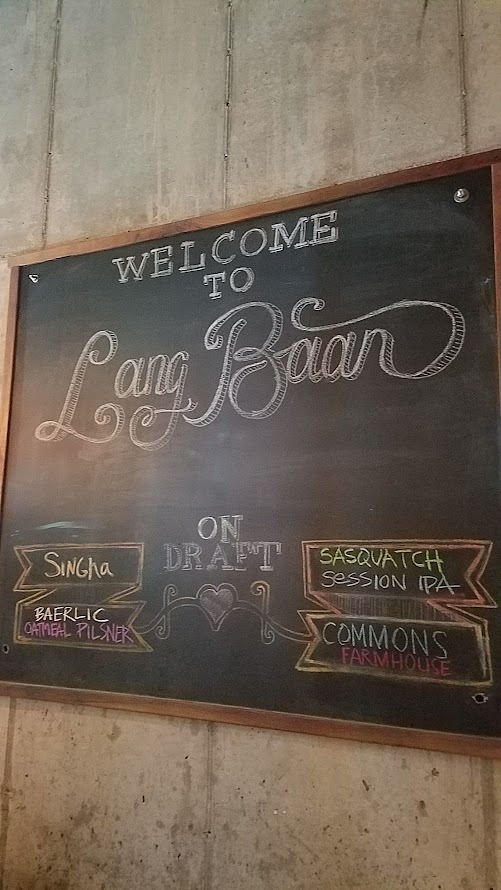 WELCOME
TO
Lang Baan
ON
DRAFT
SINGHA
BAERLIC
OATMEAL PILSNER
SASQUATCH
SESSION IPA
COMMONS
FARMHOUSE